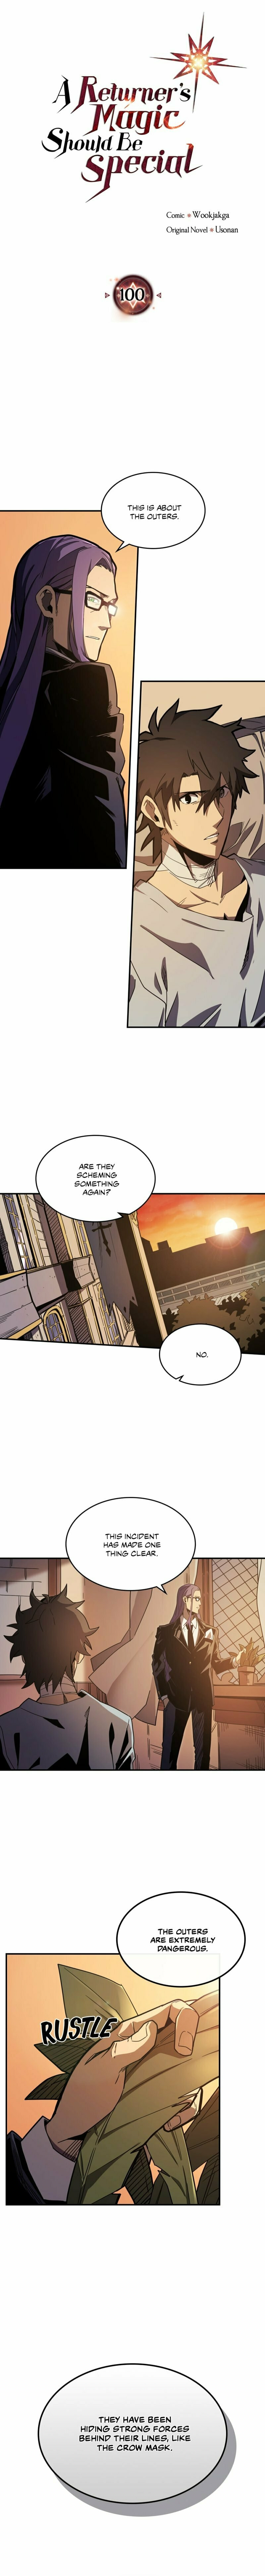 A Returner's
Magic
Should Be
Special
Comic Wookjakga
Original Novel Usonan
100
THIS IS ABOUT
THE OUTERS.
ARE THEY
SCHEMING
SOMETHING
AGAIN?
NO.
THIS INCIDENT
HAS MADE ONE
THING CLEAR.
THE OUTERS
ARE EXTREMELY
DANGEROUS.
RUSTLE
THEY HAVE BEEN
HIDING STRONG FORCES
BEHIND THEIR LINES, LIKE
THE CROW MASK.